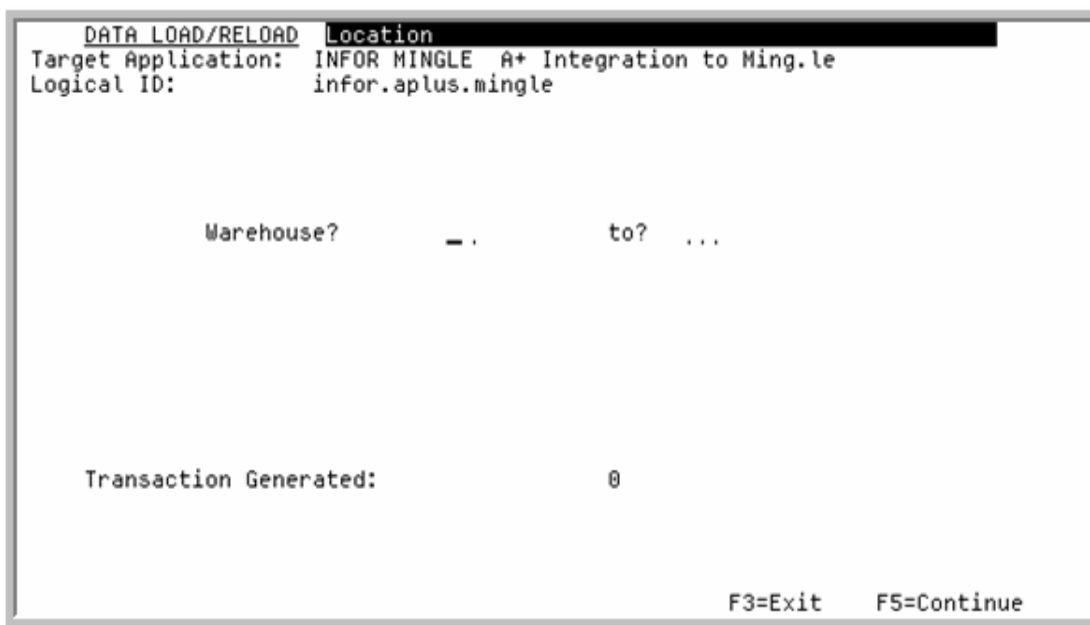 DATA LOAD/RELOAD Location
Target Application: INFOR MINGLE A+ Integration to Ming.le
Logical ID: infor.aplus.mingle
Warehouse? _ . to? ...
Transaction Generated: 0
F3=Exit F5=Continue